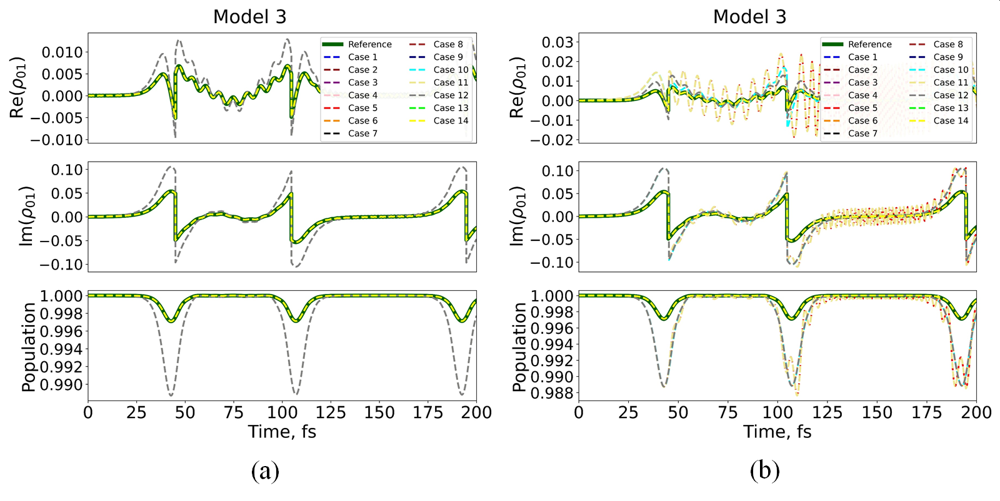 Model 3
Re(ρ01)
0.010
0.005
0.000
−0.005
−0.010
Reference
Case 1
Case 2
Case 3
Case 4
Case 5
Case 6
Case 7
Case 8
Case 9
Case 10
Case 11
Case 12
Case 13
Case 14
Im(ρ01)
0.10
0.05
0.00
−0.05
−0.10
Population
1.000
0.998
0.996
0.994
0.992
0.990
0 25 50 75 100 125 150 175 200
Time, fs
(a)
Model 3
Re(ρ01)
0.03
0.02
0.01
0.00
−0.01
−0.02
Reference
Case 1
Case 2
Case 3
Case 4
Case 5
Case 6
Case 7
Case 8
Case 9
Case 10
Case 11
Case 12
Case 13
Case 14
Im(ρ01)
0.10
0.05
0.00
−0.05
−0.10
Population
1.000
0.998
0.996
0.994
0.992
0.990
0.988
0 25 50 75 100 125 150 175 200
Time, fs
(b)